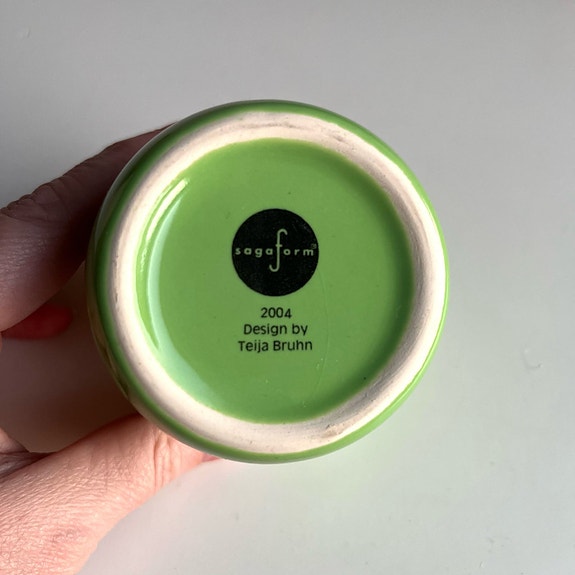 sagaform
2004
Design by
Teija Bruhn